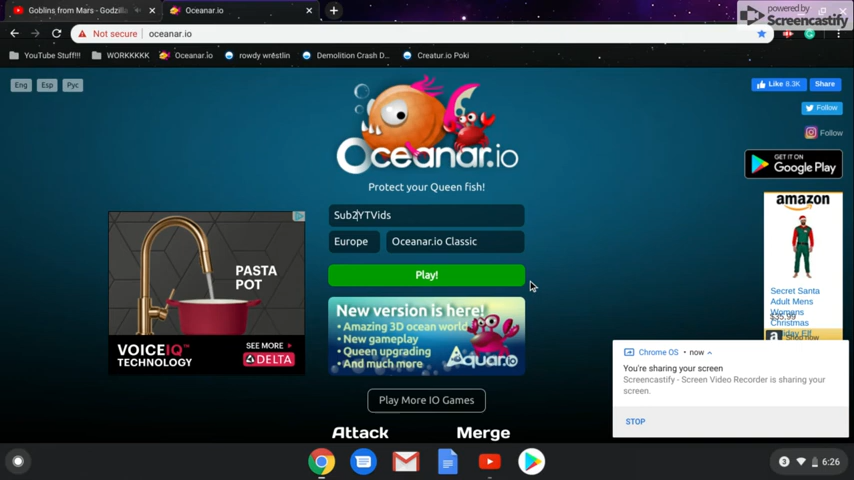 Goblins from Mars - Godzilla
Oceanar.io
powered by
Screencastify
Not secure
oceanar.io
YouTube Stuff!!!
WORKKKKK
Oceanar.io
rowdy wrestlin
Demolition Crash D...
Creatur.io Poki
Eng
Esp
Рус
Like 8.3K
Share
Follow
Follow
GET IT ON
Google Play
Oceanar.io
Protect your Queen fish!
Sub2YTVids
Europe
Oceanar.io Classic
Play!
New version is here!
• Amazing 3D ocean world
• New gameplay
• Queen upgrading
• And much more
Aquar.io
Play More IO Games
Attack
Merge
PASTA
POT
VOICEIQ™
TECHNOLOGY
SEE MORE
DELTA
amazon
Secret Santa
Adult Mens
Womens
Christmas
$35.99
Shop now
Chrome OS • now
You're sharing your screen
Screencastify - Screen Video Recorder is sharing your
screen.
STOP
3
6:26